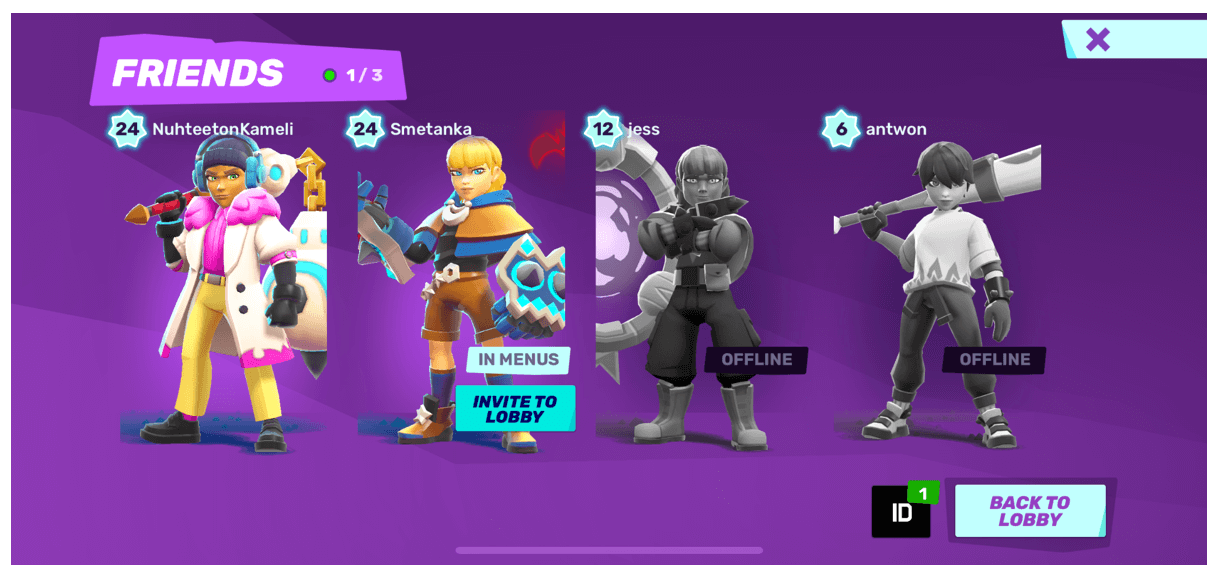 FRIENDS 1/3
24 NuhteetonKameli
24 Smetanka
12 jess
6 antwon
IN MENUS
OFFLINE
OFFLINE
INVITE TO
LOBBY
ID 1
BACK TO
LOBBY